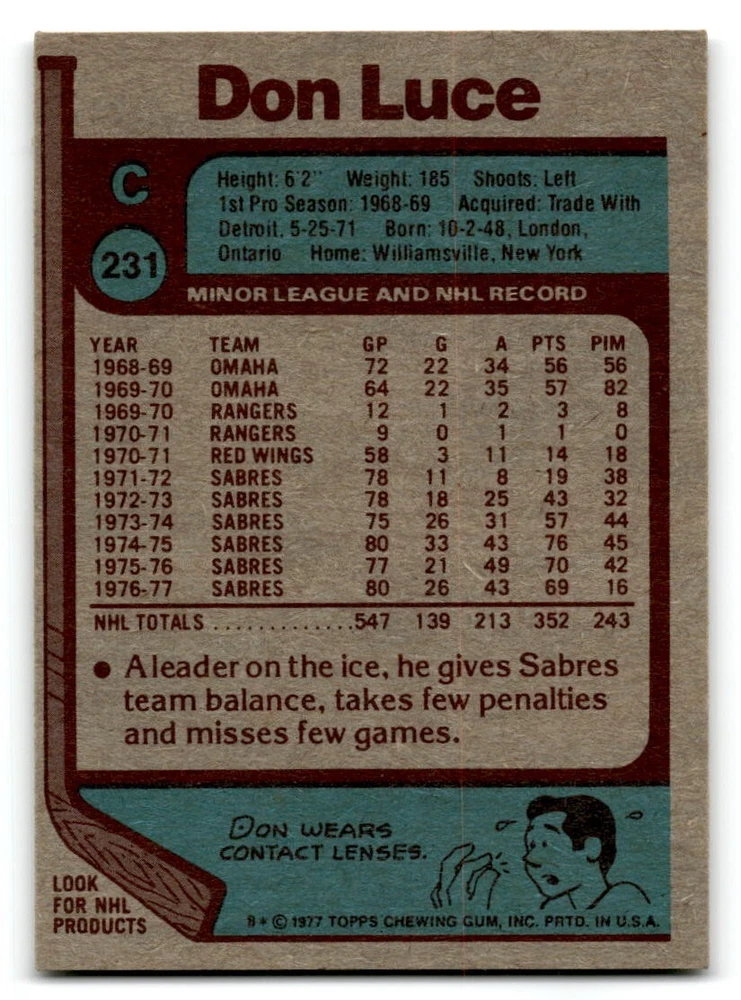 Don Luce
C
231
Height: 6'2" Weight: 185 Shoots: Left
1st Pro Season: 1968-69 Acquired: Trade With
Detroit, 5-25-71 Born: 10-2-48, London,
Ontario Home: Williamsville, New York
MINOR LEAGUE AND NHL RECORD
YEAR TEAM GP G A PTS PIM
1968-69 OMAHA 72 22 34 56 56
1969-70 OMAHA 64 22 35 57 82
1969-70 RANGERS 12 1 2 3 8
1970-71 RANGERS 9 0 1 1 0
1970-71 RED WINGS 58 3 11 14 18
1971-72 SABRES 78 11 8 19 38
1972-73 SABRES 78 18 25 43 32
1973-74 SABRES 75 26 31 57 44
1974-75 SABRES 80 33 43 76 45
1975-76 SABRES 77 21 49 70 42
1976-77 SABRES 80 26 43 69 16
NHL TOTALS .............547 139 213 352 243
● A leader on the ice, he gives Sabres
team balance, takes few penalties
and misses few games.
DON WEARS
CONTACT LENSES.
LOOK
FOR NHL
PRODUCTS
B * © 1977 TOPPS CHEWING GUM, INC. PRTD. IN U.S.A.